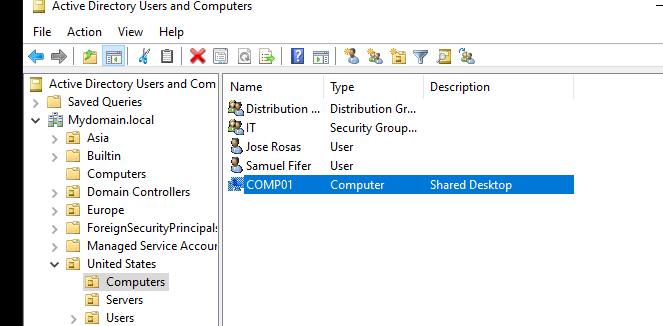 Active Directory Users and Computers
File Action View Help
Active Directory Users and Com
Saved Queries
Mydomain.local
Asia
Builtin
Computers
Domain Controllers
Europe
ForeignSecurityPrincipals
Managed Service Accour
United States
Computers
Servers
Users
Name Type Description
Distribution ... Distribution Gr...
IT Security Group...
Jose Rosas User
Samuel Fifer User
COMP01 Computer Shared Desktop